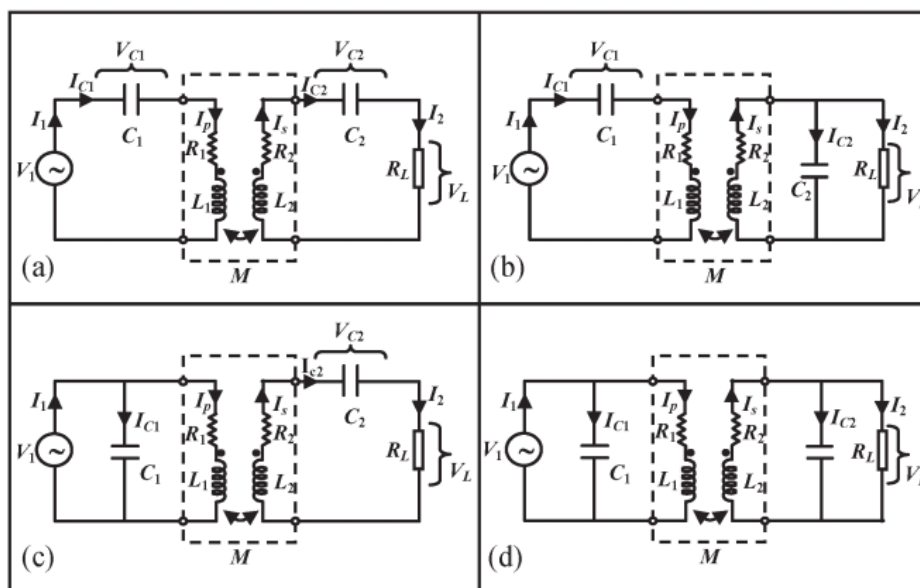 V_C1
V_C2
I_C1
I_C2
I_1
C_1
I_p
I_s
C_2
I_2
V_1
R_1
R_2
R_L
V_L
L_1
L_2
M
(a)
V_C1
I_C1
I_1
C_1
I_p
I_s
I_C2
I_2
V_1
R_1
R_2
C_2
R_L
L_1
L_2
M
(b)
V_C2
I_c2
I_1
I_C1
I_p
I_s
C_2
I_2
V_1
C_1
R_1
R_2
R_L
V_L
L_1
L_2
M
(c)
I_1
I_C1
I_p
I_s
I_C2
I_2
V_1
C_1
R_1
R_2
R_L
L_1
L_2
M
(d)